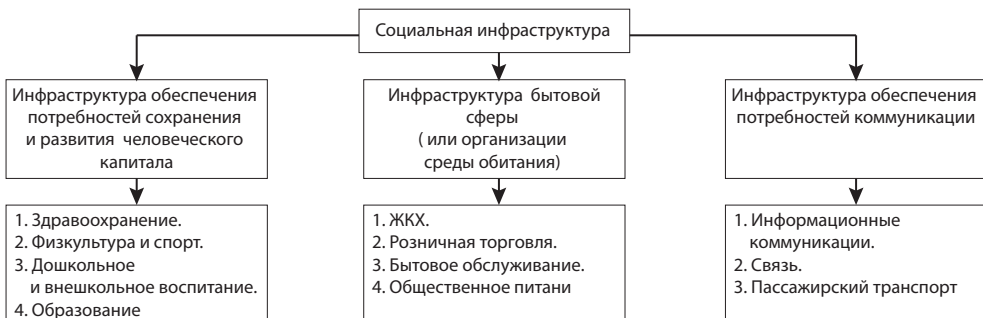 Социальная инфраструктура
Инфраструктура обеспечения
потребностей сохранения
и развития человеческого
капитала
Инфраструктура бытовой
сферы
( или организации
среды обитания)
Инфраструктура обеспечения
потребностей коммуникации
1. Здравоохранение.
2. Физкультура и спорт.
3. Дошкольное
и внешкольное воспитание.
4. Образование
1. ЖКХ.
2. Розничная торговля.
3. Бытовое обслуживание.
4. Общественное питани
1. Информационные
коммуникации.
2. Связь.
3. Пассажирский транспорт